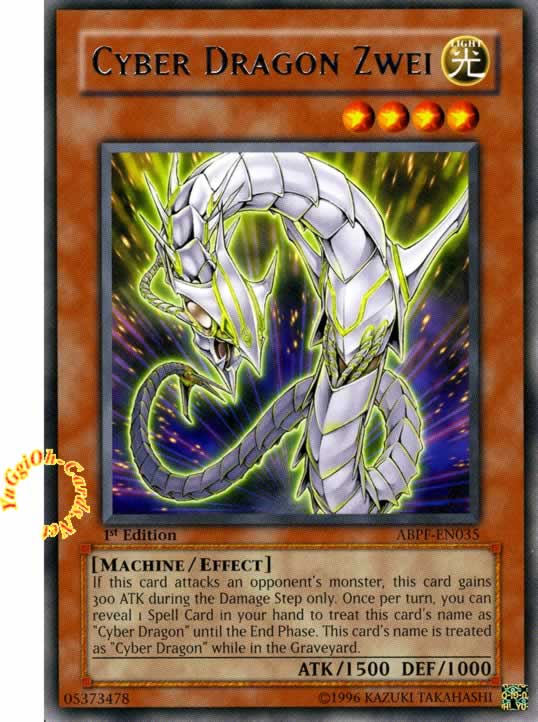 CYBER DRAGON ZWEI
LIGHT
光
YuGgiOh-Cards.Net
1st Edition
ABPF-EN035
[MACHINE/EFFECT]
If this card attacks an opponent's monster, this card gains
300 ATK during the Damage Step only. Once per turn, you can
reveal 1 Spell Card in your hand to treat this card's name as
"Cyber Dragon" until the End Phase. This card's name is treated
as "Cyber Dragon" while in the Graveyard.
ATK/1500 DEF/1000
05373478
©1996 KAZUKI TAKAHASHI